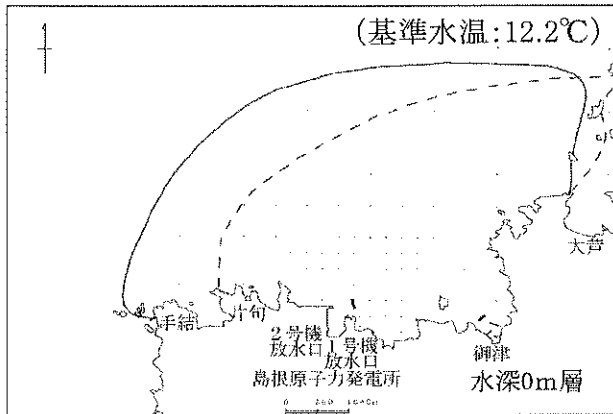 (基準水温:12.2℃)
大芦
手結
片句
2号機
放水口
1号機
放水口
御津
島根原子力発電所
水深0m層
0